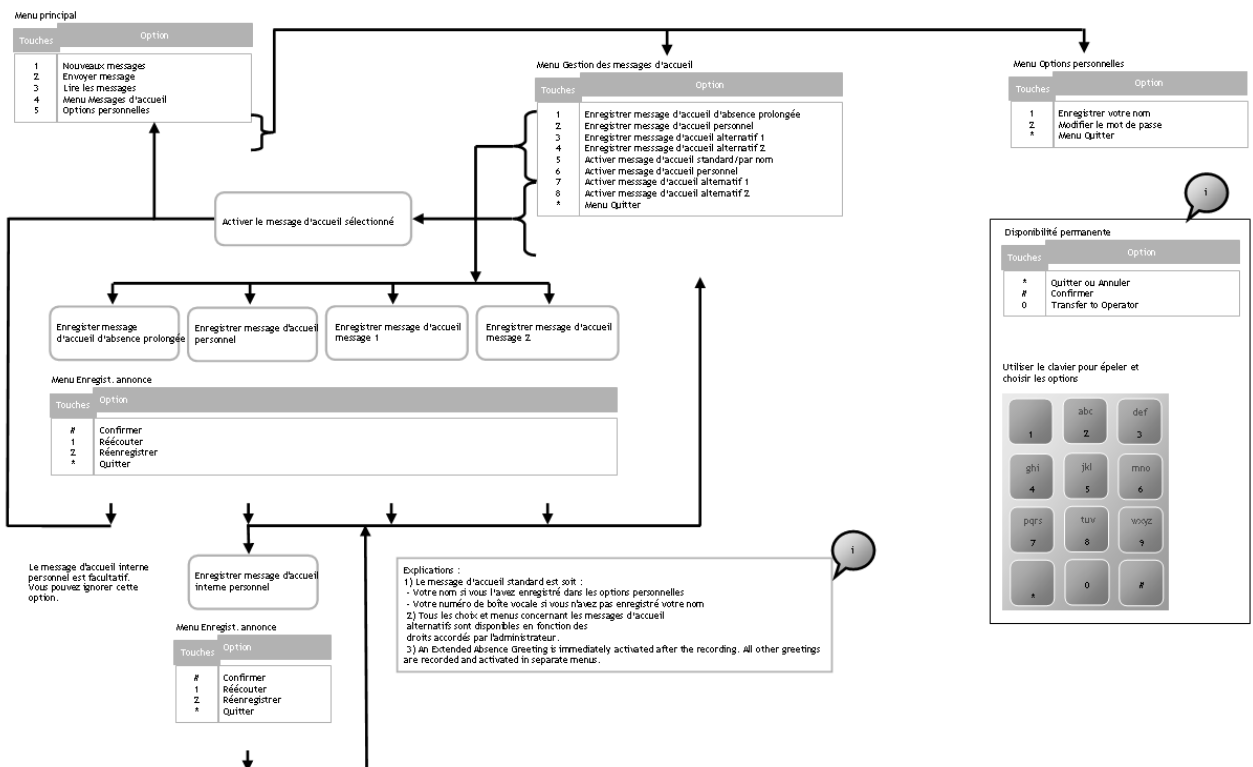 Menu principal
Touches Option
1 Nouveaux messages
2 Envoyer message
3 Lire les messages
4 Menu Messages d'accueil
5 Options personnelles
Menu Gestion des messages d'accueil
Touches Option
1 Enregistrer message d'accueil d'absence prolongée
2 Enregistrer message d'accueil personnel
3 Enregistrer message d'accueil alternatif 1
4 Enregistrer message d'accueil alternatif 2
5 Activer message d'accueil standard/par nom
6 Activer message d'accueil personnel
7 Activer message d'accueil alternatif 1
8 Activer message d'accueil alternatif 2
* Menu Quitter
Menu Options personnelles
Touches Option
1 Enregistrer votre nom
2 Modifier le mot de passe
* Menu Quitter
i
Activer le message d'accueil sélectionné
Disponibilité permanente
Touches Option
* Quitter ou Annuler
# Confirmer
0 Transfer to Operator
Utiliser le clavier pour épeler et
choisir les options
1
abc
2
def
3
ghi
4
jkl
5
mno
6
pqrs
7
tuv
8
wxyz
9
*
0
#
Enregister message
d'accueil d'absence prolongée
Enregistrer message d'accueil
personnel
Enregistrer message d'accueil
message 1
Enregistrer message d'accueil
message 2
Menu Enregist. annonce
Touches Option
# Confirmer
1 Réécouter
2 Réenregistrer
* Quitter
Le message d'accueil interne
personnel est facultatif.
Vous pouvez ignorer cette
option.
Enregistrer message d'accueil
interne personnel
Menu Enregist. annonce
Touches Option
# Confirmer
1 Réécouter
2 Réenregistrer
* Quitter
i
Explications :
1) Le message d'accueil standard est soit :
- Votre nom si vous l'avez enregistré dans les options personnelles
- Votre numéro de boîte vocale si vous n'avez pas enregistré votre nom
2) Tous les choix et menus concernant les messages d'accueil
alternatifs sont disponibles en fonction des
droits accordés par l'administrateur.
3) An Extended Absence Greeting is immediately activated after the recording. All other greetings
are recorded and activated in separate menus.